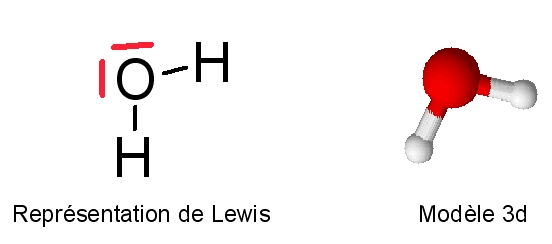 O H
H
Représentation de Lewis
Modèle 3d